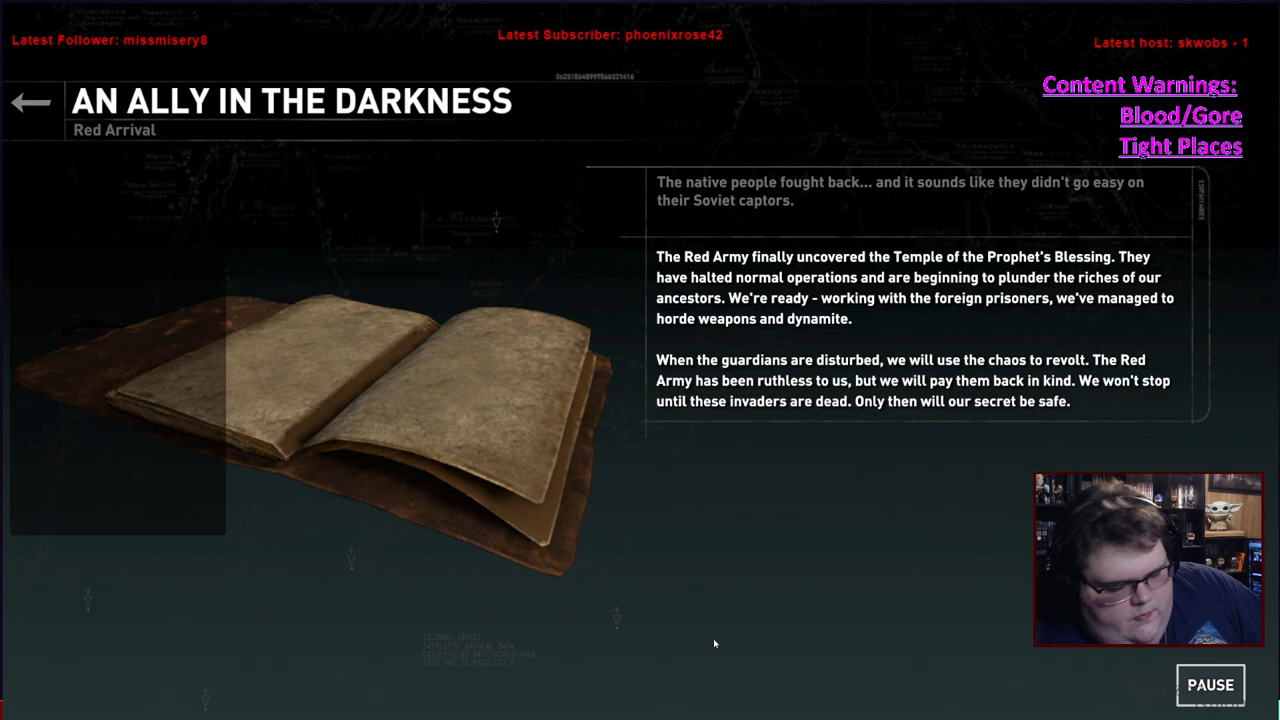 Latest Follower: missmisery8
Latest Subscriber: phoenixrose42
Latest host: skwobs - 1
Content Warnings:
Blood/Gore
Tight Places
AN ALLY IN THE DARKNESS
Red Arrival
The native people fought back... and it sounds like they didn't go easy on
their Soviet captors.
The Red Army finally uncovered the Temple of the Prophet's Blessing. They
have halted normal operations and are beginning to plunder the riches of our
ancestors. We're ready - working with the foreign prisoners, we've managed to
horde weapons and dynamite.
When the guardians are disturbed, we will use the chaos to revolt. The Red
Army has been ruthless to us, but we will pay them back in kind. We won't stop
until these invaders are dead. Only then will our secret be safe.
PAUSE